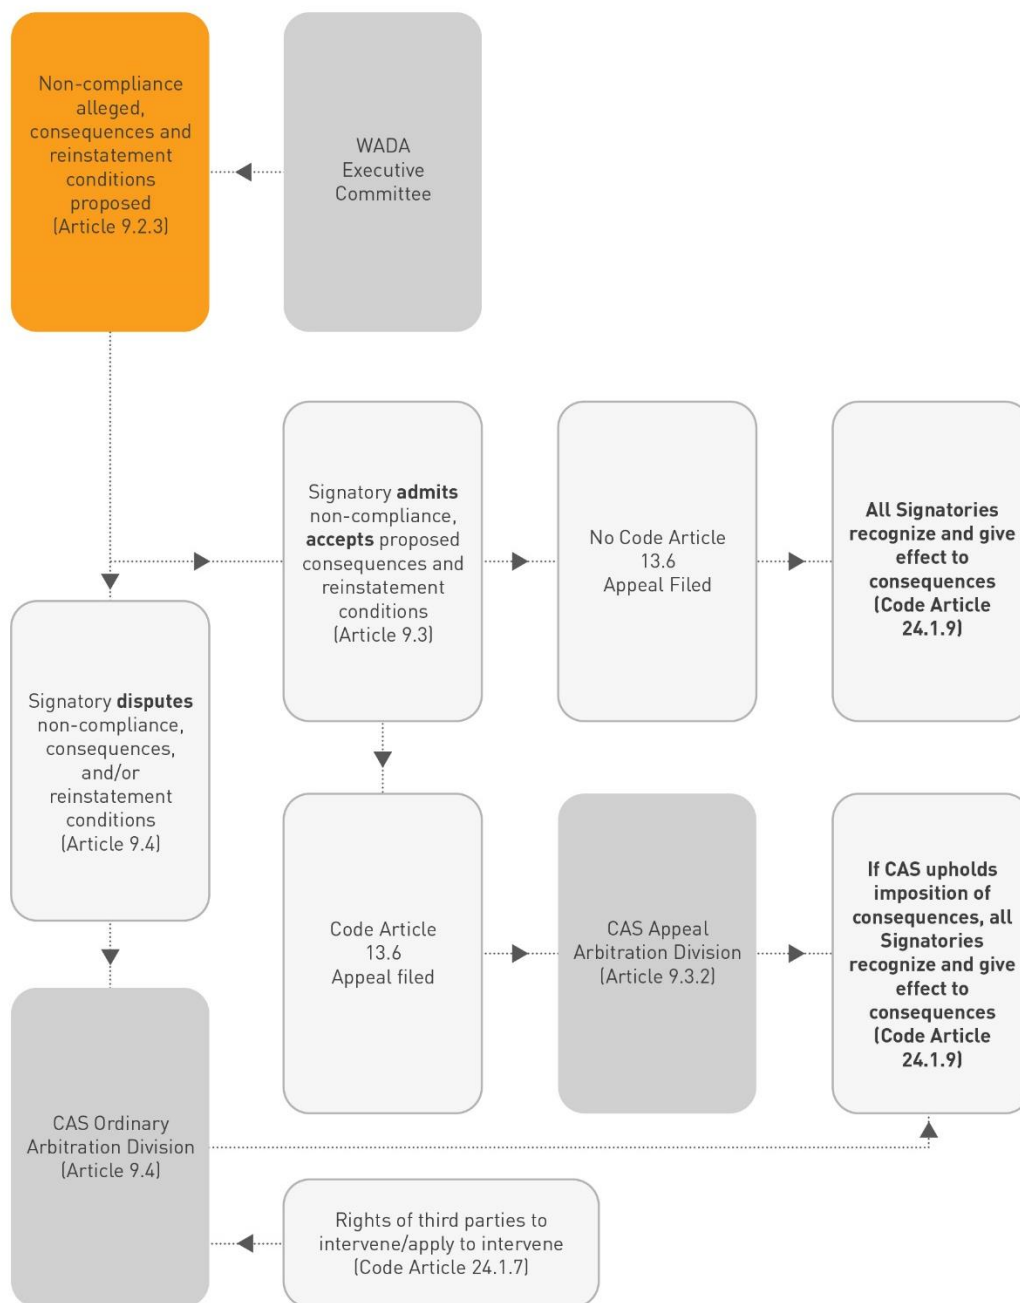 Non-compliance
alleged,
consequences and
reinstatement
conditions
proposed
(Article 9.2.3)
WADA
Executive
Committee
Signatory admits
non-compliance,
accepts proposed
consequences and
reinstatement
conditions
(Article 9.3)
No Code Article
13.6
Appeal Filed
All Signatories
recognize and give
effect to
consequences
(Code Article
24.1.9)
Signatory disputes
non-compliance,
consequences,
and/or
reinstatement
conditions
(Article 9.4)
Code Article
13.6
Appeal filed
CAS Appeal
Arbitration Division
(Article 9.3.2)
If CAS upholds
imposition of
consequences, all
Signatories
recognize and give
effect to
consequences
(Code Article
24.1.9)
CAS Ordinary
Arbitration Division
(Article 9.4)
Rights of third parties to
intervene/apply to intervene
(Code Article 24.1.7)